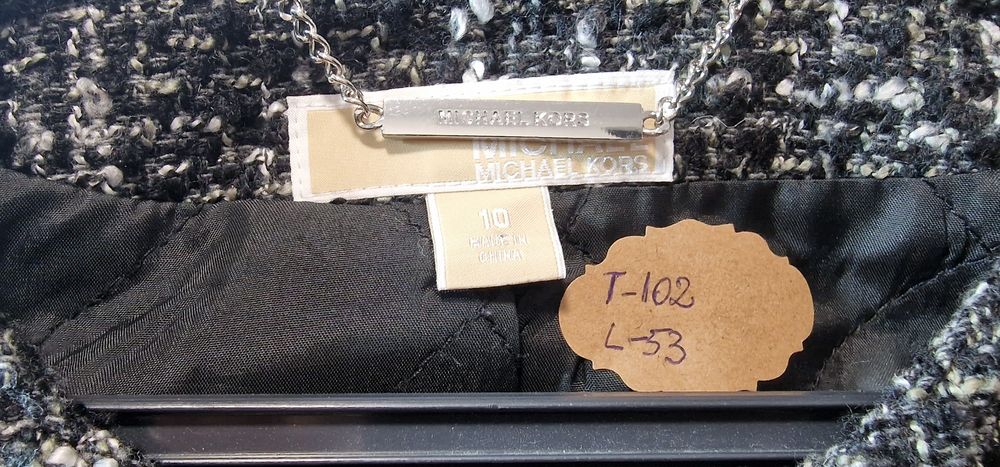 MICHAEL KORS
MICHAEL
MICHAEL KORS
10
MADE IN
CHINA
T-102
L-53